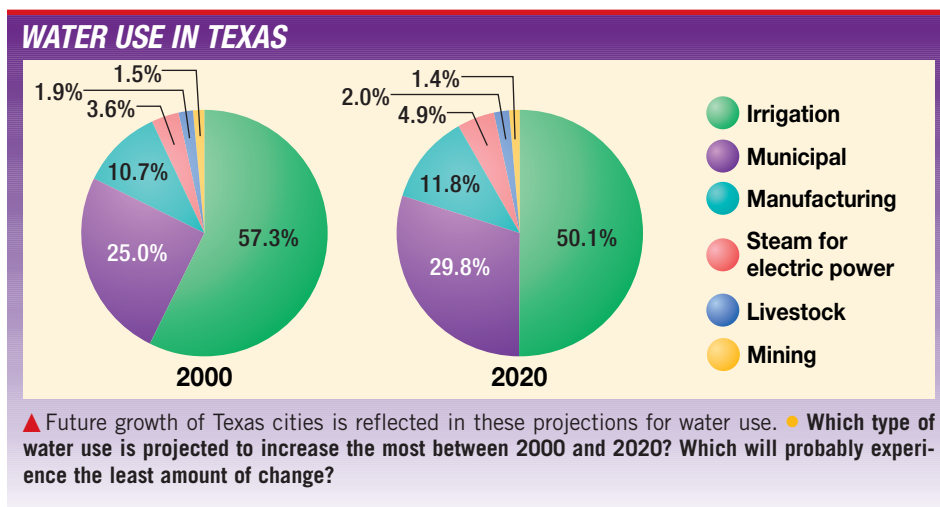 WATER USE IN TEXAS
1.5%
1.9%
3.6%
10.7%
25.0%
57.3%
2000
1.4%
2.0%
4.9%
11.8%
29.8%
50.1%
2020
Irrigation
Municipal
Manufacturing
Steam for
electric power
Livestock
Mining
▲ Future growth of Texas cities is reflected in these projections for water use. ● Which type of
water use is projected to increase the most between 2000 and 2020? Which will probably experi-
ence the least amount of change?